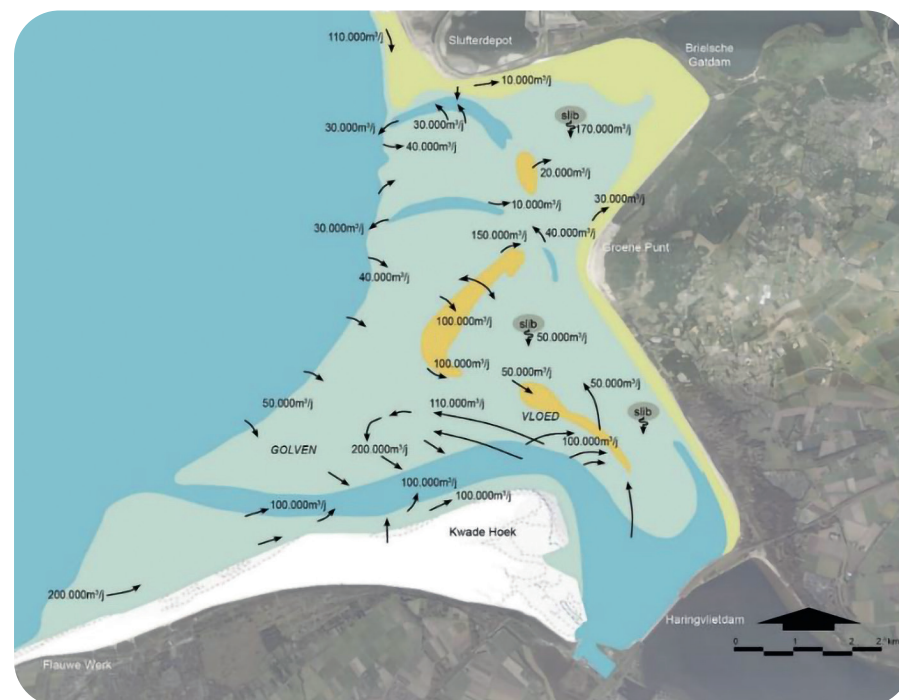 110.000m³/j
Slufterdepot
Brielsche
Gatdam
10.000m³/j
slib
170.000m³/j
30.000m³/j
30.000m³/j
40.000m³/j
20.000m³/j
30.000m³/j
10.000m³/j
30.000m³/j
150.000m³/j
40.000m³/j
Groene Punt
40.000m³/j
100.000m³/j
slib
50.000m³/j
100.000m³/j
50.000m³/j
50.000m³/j
50.000m³/j
110.000m³/j
VLOED
slib
GOLVEN
200.000m³/j
100.000m³/j
100.000m³/j
100.000m³/j
100.000m³/j
Kwade Hoek
200.000m³/j
Haringvlietdam
Flauwe Werk
0 1 2 2 km